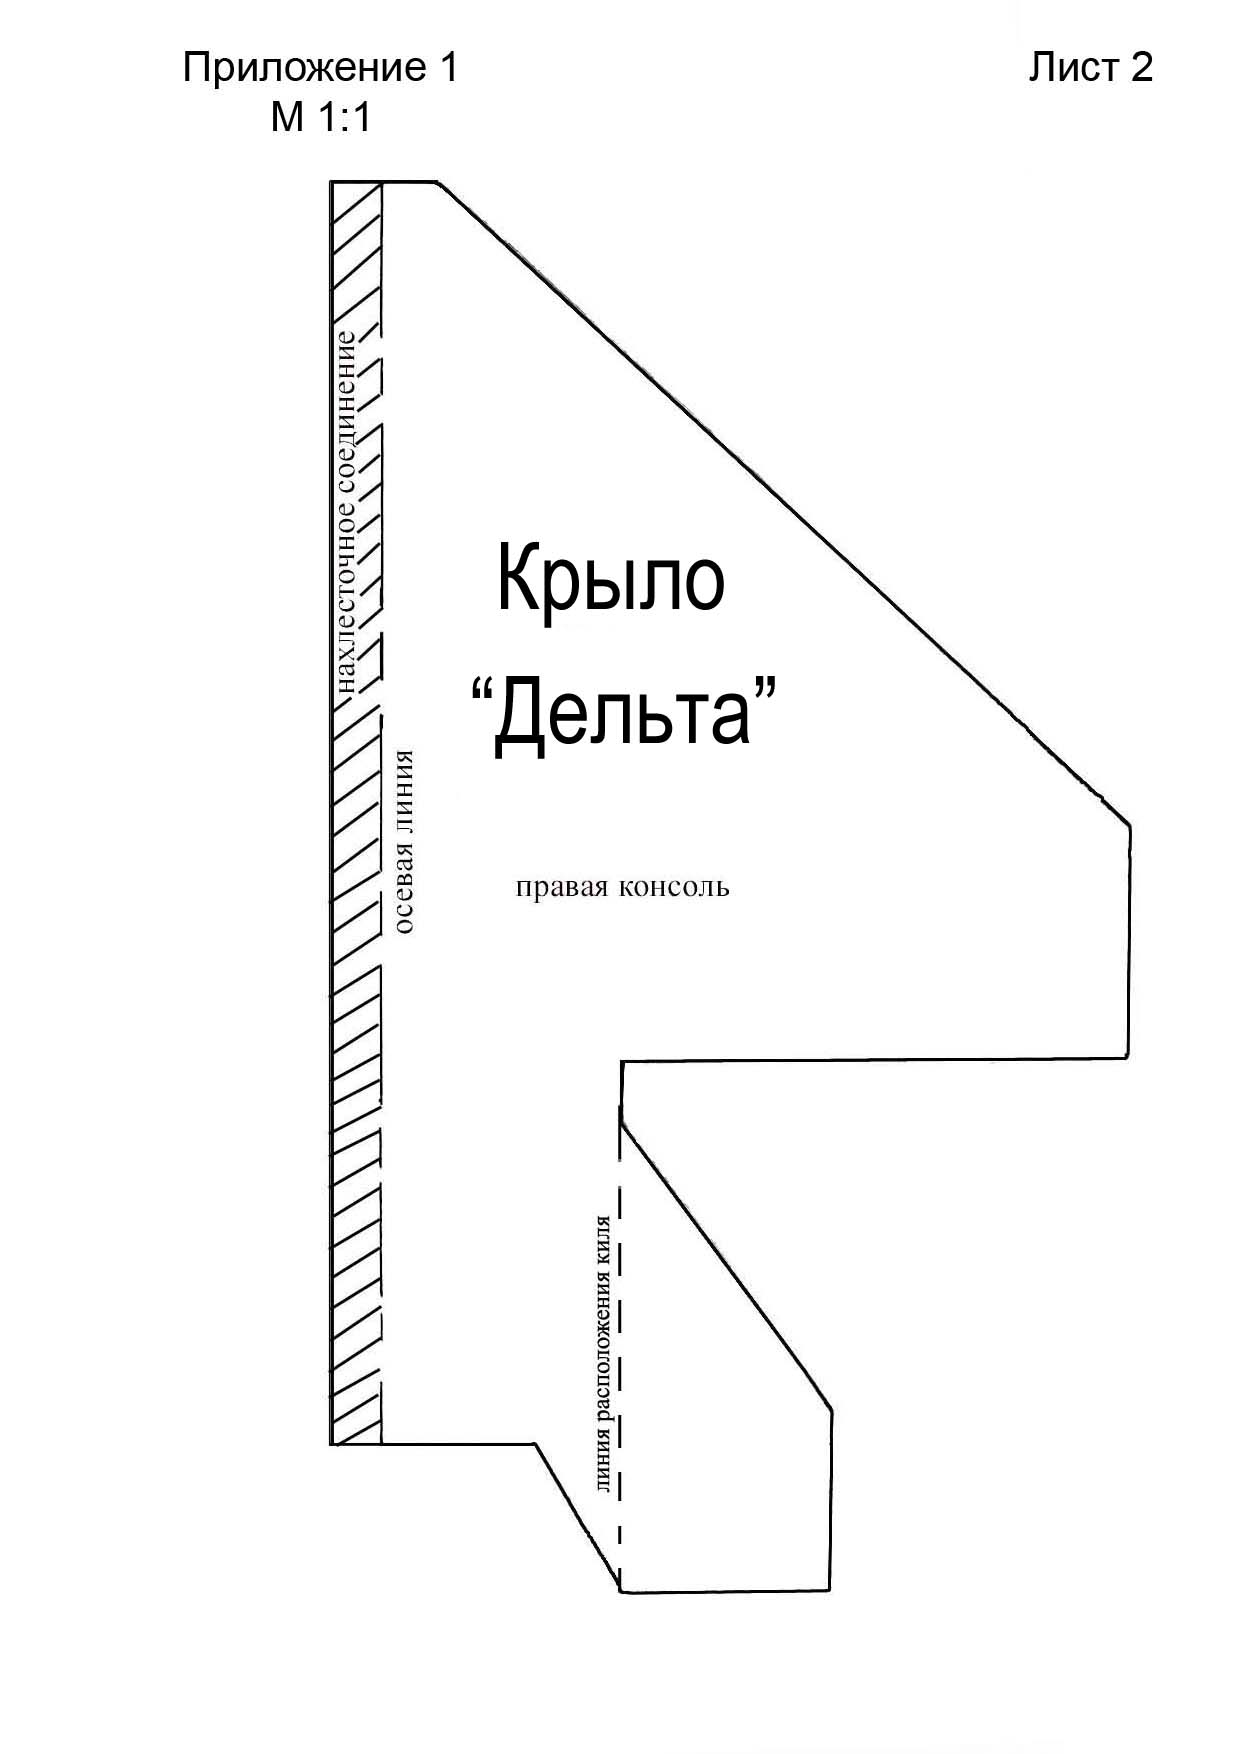 Приложение 1
Лист 2
М 1:1
нахлесточное соединение
Крыло
“Дельта”
осевая линия
правая консоль
линия расположения киля